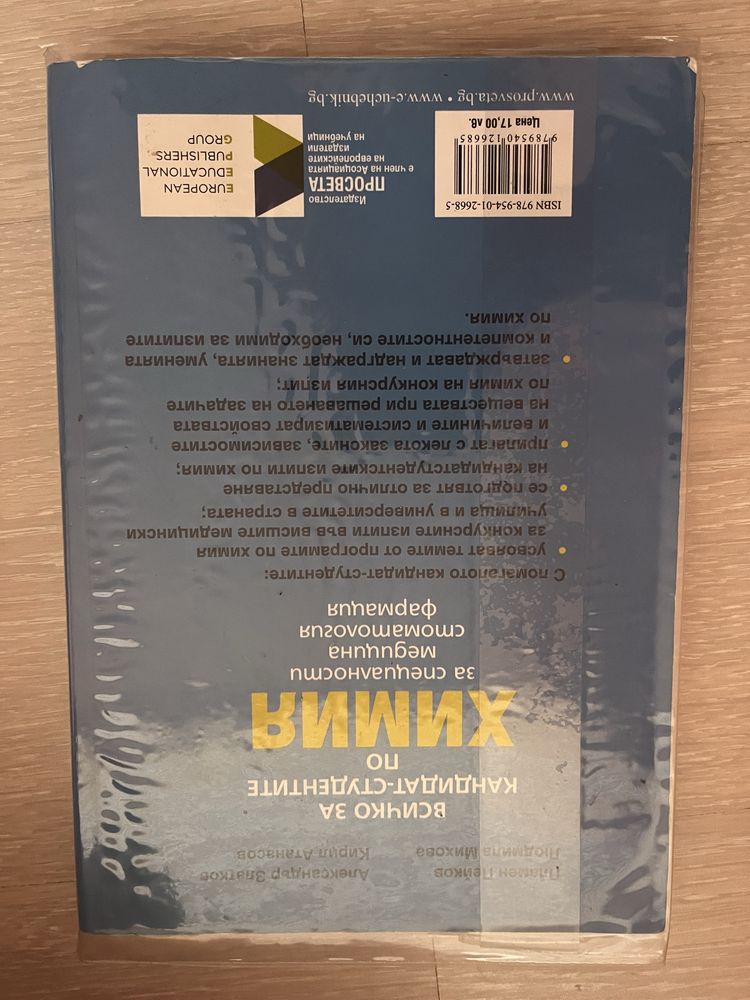 Пламен Пейков
Александър Златков
Людмила Михова
Кирил Атанасов
ВСИЧКО ЗА
КАНДИДАТ-СТУДЕНТИТЕ
ПО
ХИМИЯ
за специалности
медицина
стоматология
фармация
С помагалото кандидат-студентите:
• усвояват темите от програмите по химия
за конкурсните изпити във висшите медицински
училища и в университетите в страната;
• се подготвят за отлично представяне
на кандидатстудентските изпити по химия;
• прилагат с лекота законите, зависимостите
и величините и систематизират свойствата
на веществата при решаването на задачите
по химия на конкурсния изпит;
• затвърждават и надграждат знанията, уменията
и компетентностите си, необходими за изпитите
по химия.
ISBN 978-954-01-2668-5
9 789540 126685
Цена 17,00 лв.
Издателство
ПРОСВЕТА
е член на Асоциацията
на европейските
издатели
на учебници
EUROPEAN
EDUCATIONAL
PUBLISHERS
GROUP
www.prosveta.bg • www.e-uchebnik.bg